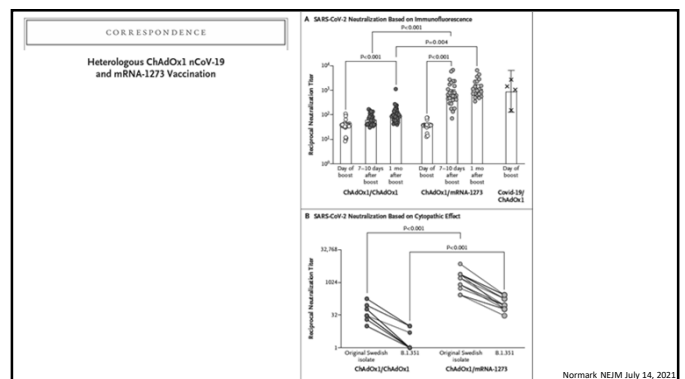 CORRESPONDENCE
Heterologous ChAdOx1 nCoV-19
and mRNA-1273 Vaccination
A SARS-CoV-2 Neutralization Based on Immunofluorescence
P<0.001
P=0.004
P<0.001
P<0.001
Reciprocal Neutralization Titer
10⁴
10³
10²
10¹
10⁰
Day of boost
7–10 days after boost
1 mo after boost
Day of boost
7–10 days after boost
1 mo after boost
ChAdOx1/ChAdOx1
ChAdOx1/mRNA-1273
Covid-19/
ChAdOx1
B SARS-CoV-2 Neutralization Based on Cytopathic Effect
P<0.001
P<0.001
Reciprocal Neutralization Titer
32,768
1024
32
1
Original Swedish isolate
B.1.351
Original Swedish isolate
B.1.351
ChAdOx1/ChAdOx1
ChAdOx1/mRNA-1273
Normark NEJM July 14, 2021